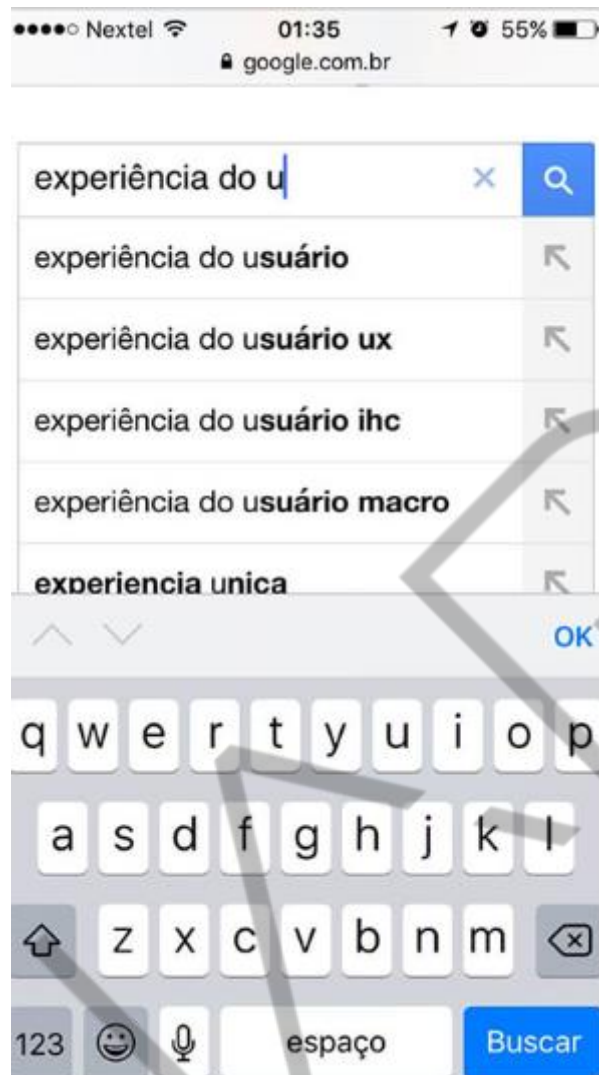 Nextel 01:35 55%
google.com.br
experiência do u
experiência do usuário
experiência do usuário ux
experiência do usuário ihc
experiência do usuário macro
experiencia unica
OK
q w e r t y u i o p
a s d f g h j k l
z x c v b n m
123 espaço Buscar